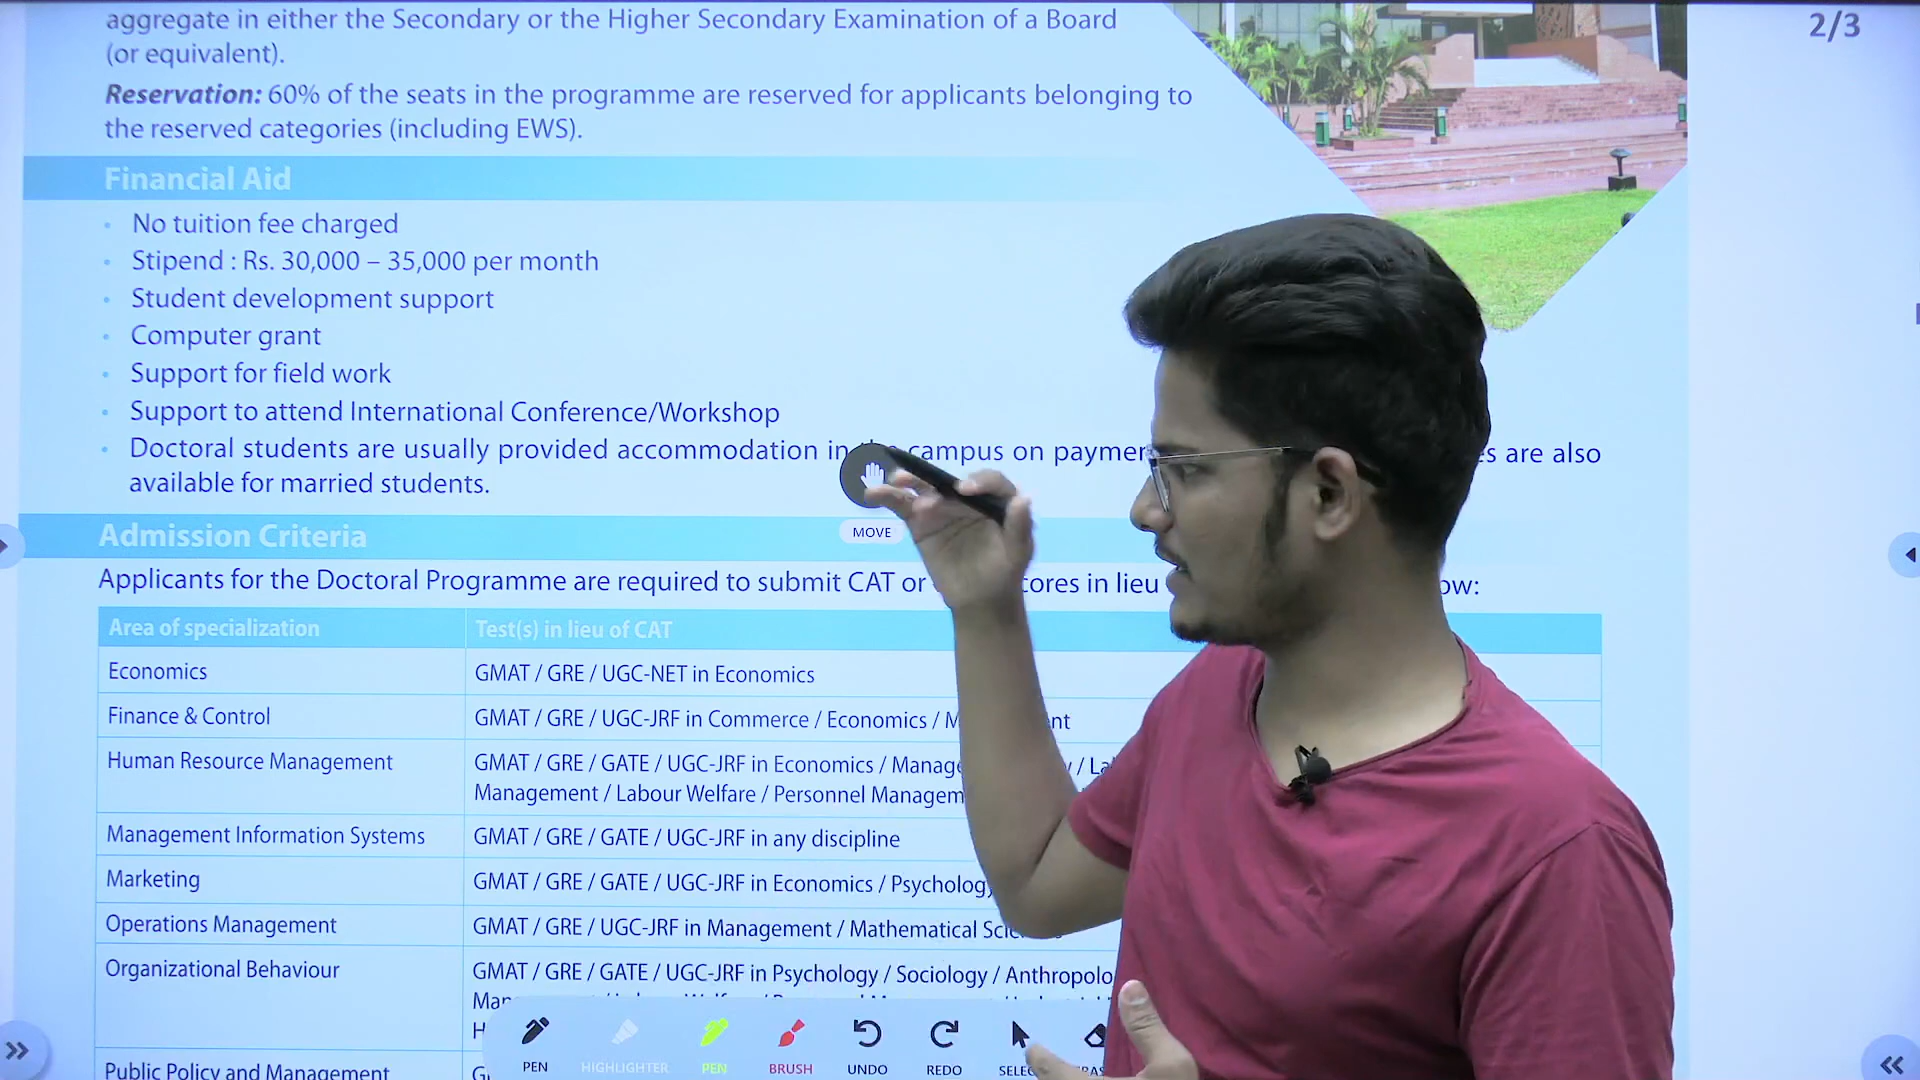 aggregate in either the Secondary or the Higher Secondary Examination of a Board
(or equivalent).
2/3
Reservation: 60% of the seats in the programme are reserved for applicants belonging to
the reserved categories (including EWS).
Financial Aid
No tuition fee charged
Stipend : Rs. 30,000 – 35,000 per month
Student development support
Computer grant
Support for field work
Support to attend International Conference/Workshop
Doctoral students are usually provided accommodation in campus on are also
available for married students.
MOVE
Admission Criteria
Applicants for the Doctoral Programme are required to submit CAT or in lieu
Area of specialization Test(s) in lieu of CAT
Economics GMAT / GRE / UGC-NET in Economics
Finance & Control GMAT / GRE / UGC-JRF in Commerce / Economics /
Human Resource Management GMAT / GRE / GATE / UGC-JRF in Economics /
Management / Labour Welfare / Personnel
Management Information Systems GMAT / GRE / GATE / UGC-JRF in any discipline
Marketing GMAT / GRE / GATE / UGC-JRF in Economics / Psychology
Operations Management GMAT / GRE / UGC-JRF in Management / Mathematical
Organizational Behaviour GMAT / GRE / GATE / UGC-JRF in Psychology / Sociology /
Public Policy and Management
PEN HIGHLIGHTER PEN BRUSH UNDO REDO